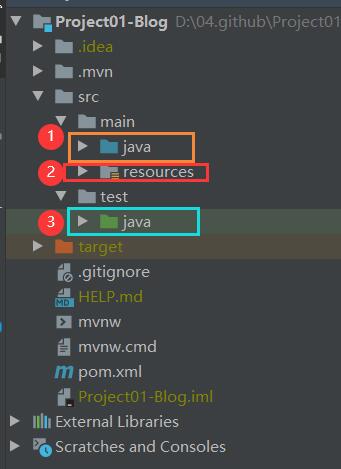 Project01-Blog D:\04.github\Project01
.idea
.mvn
src
main
1 java
2 resources
test
3 java
target
.gitignore
MD HELP.md
mvnw
mvnw.cmd
m pom.xml
Project01-Blog.iml
External Libraries
Scratches and Consoles